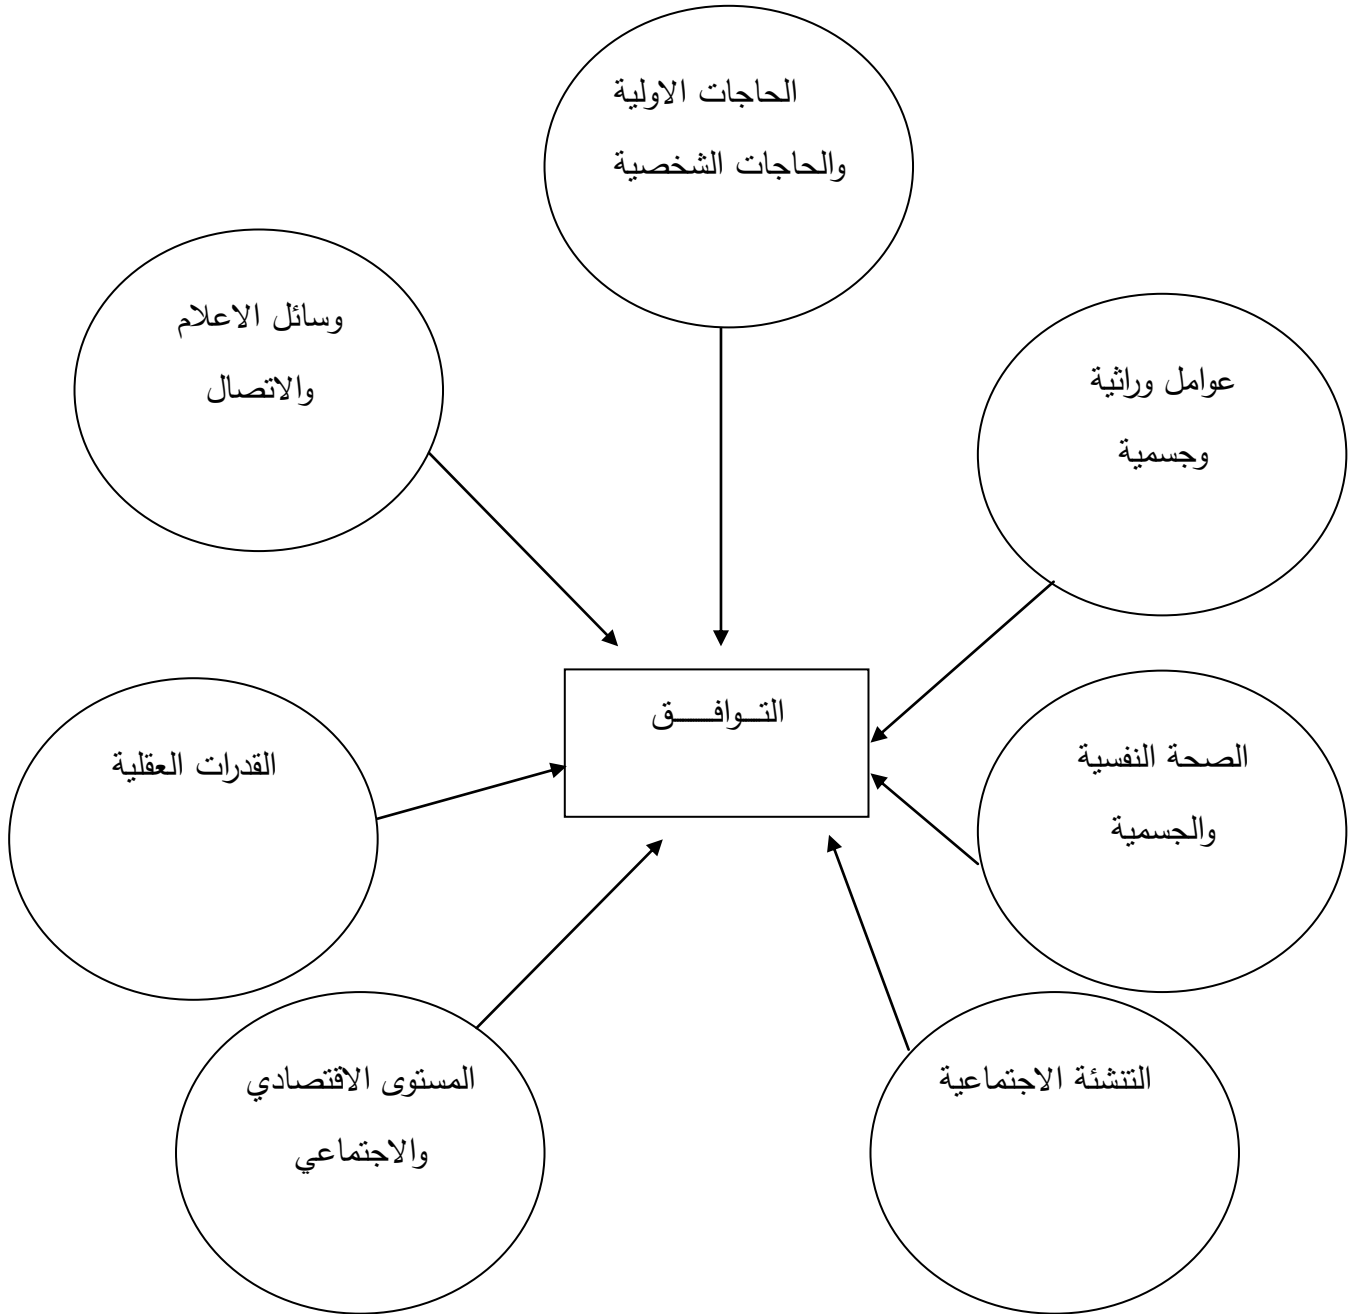 الحاجات الاولية
والحاجات الشخصية
وسائل الاعلام
والاتصال
عوامل وراثية
وجسمية
التــوافـــــق
الصحة النفسية
والجسمية
القدرات العقلية
التنشئة الاجتماعية
المستوى الاقتصادي
والاجتماعي